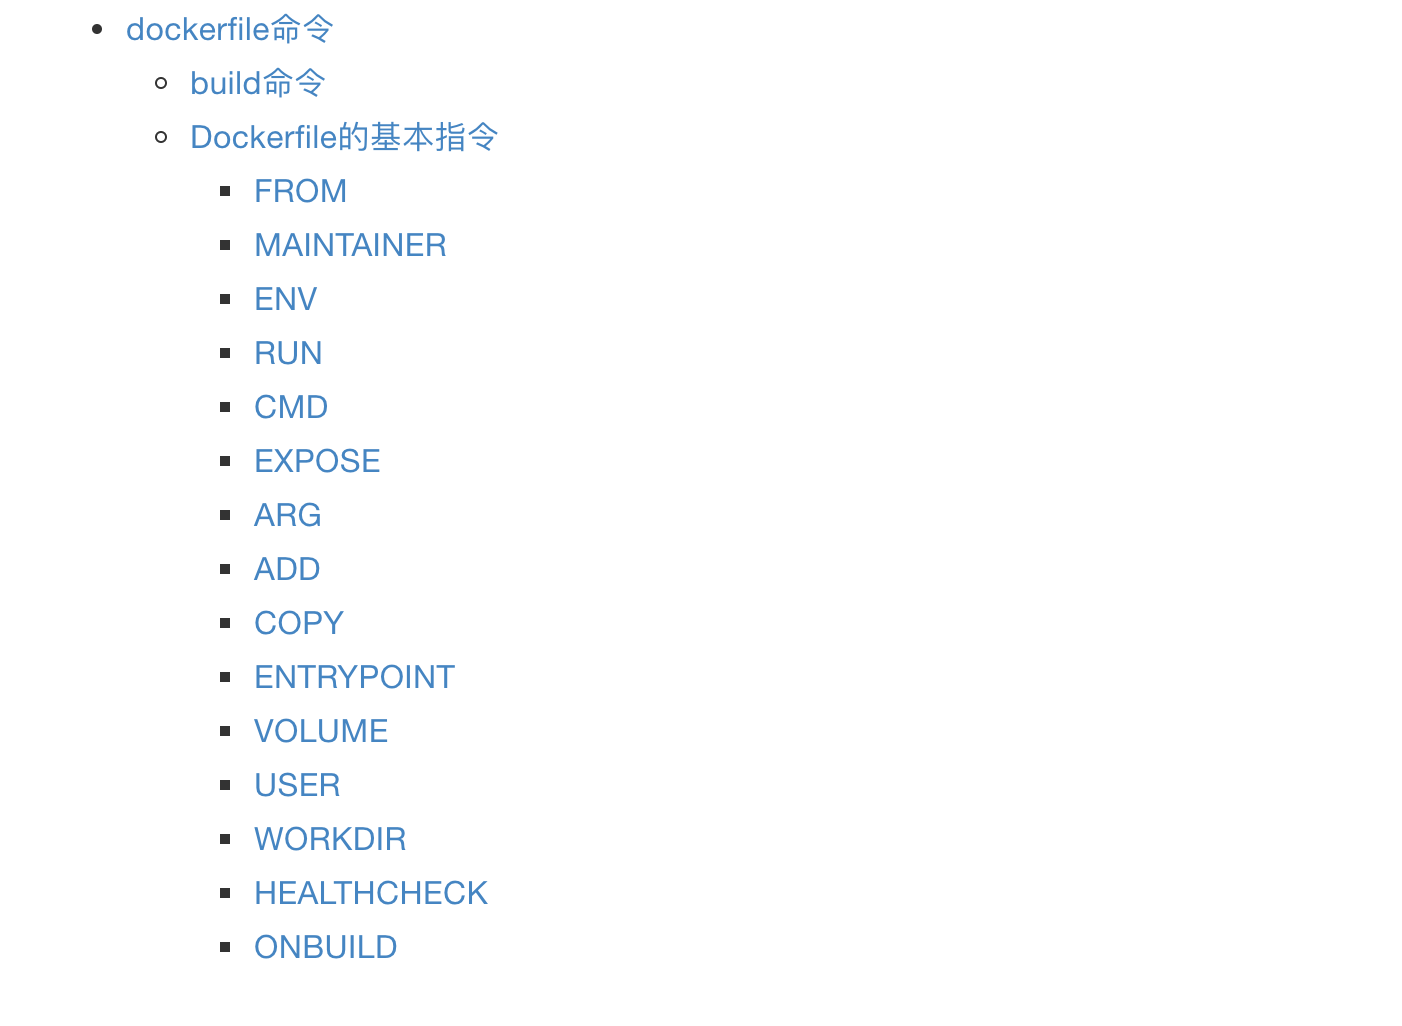 dockerfile命令
build命令
Dockerfile的基本指令
FROM
MAINTAINER
ENV
RUN
CMD
EXPOSE
ARG
ADD
COPY
ENTRYPOINT
VOLUME
USER
WORKDIR
HEALTHCHECK
ONBUILD